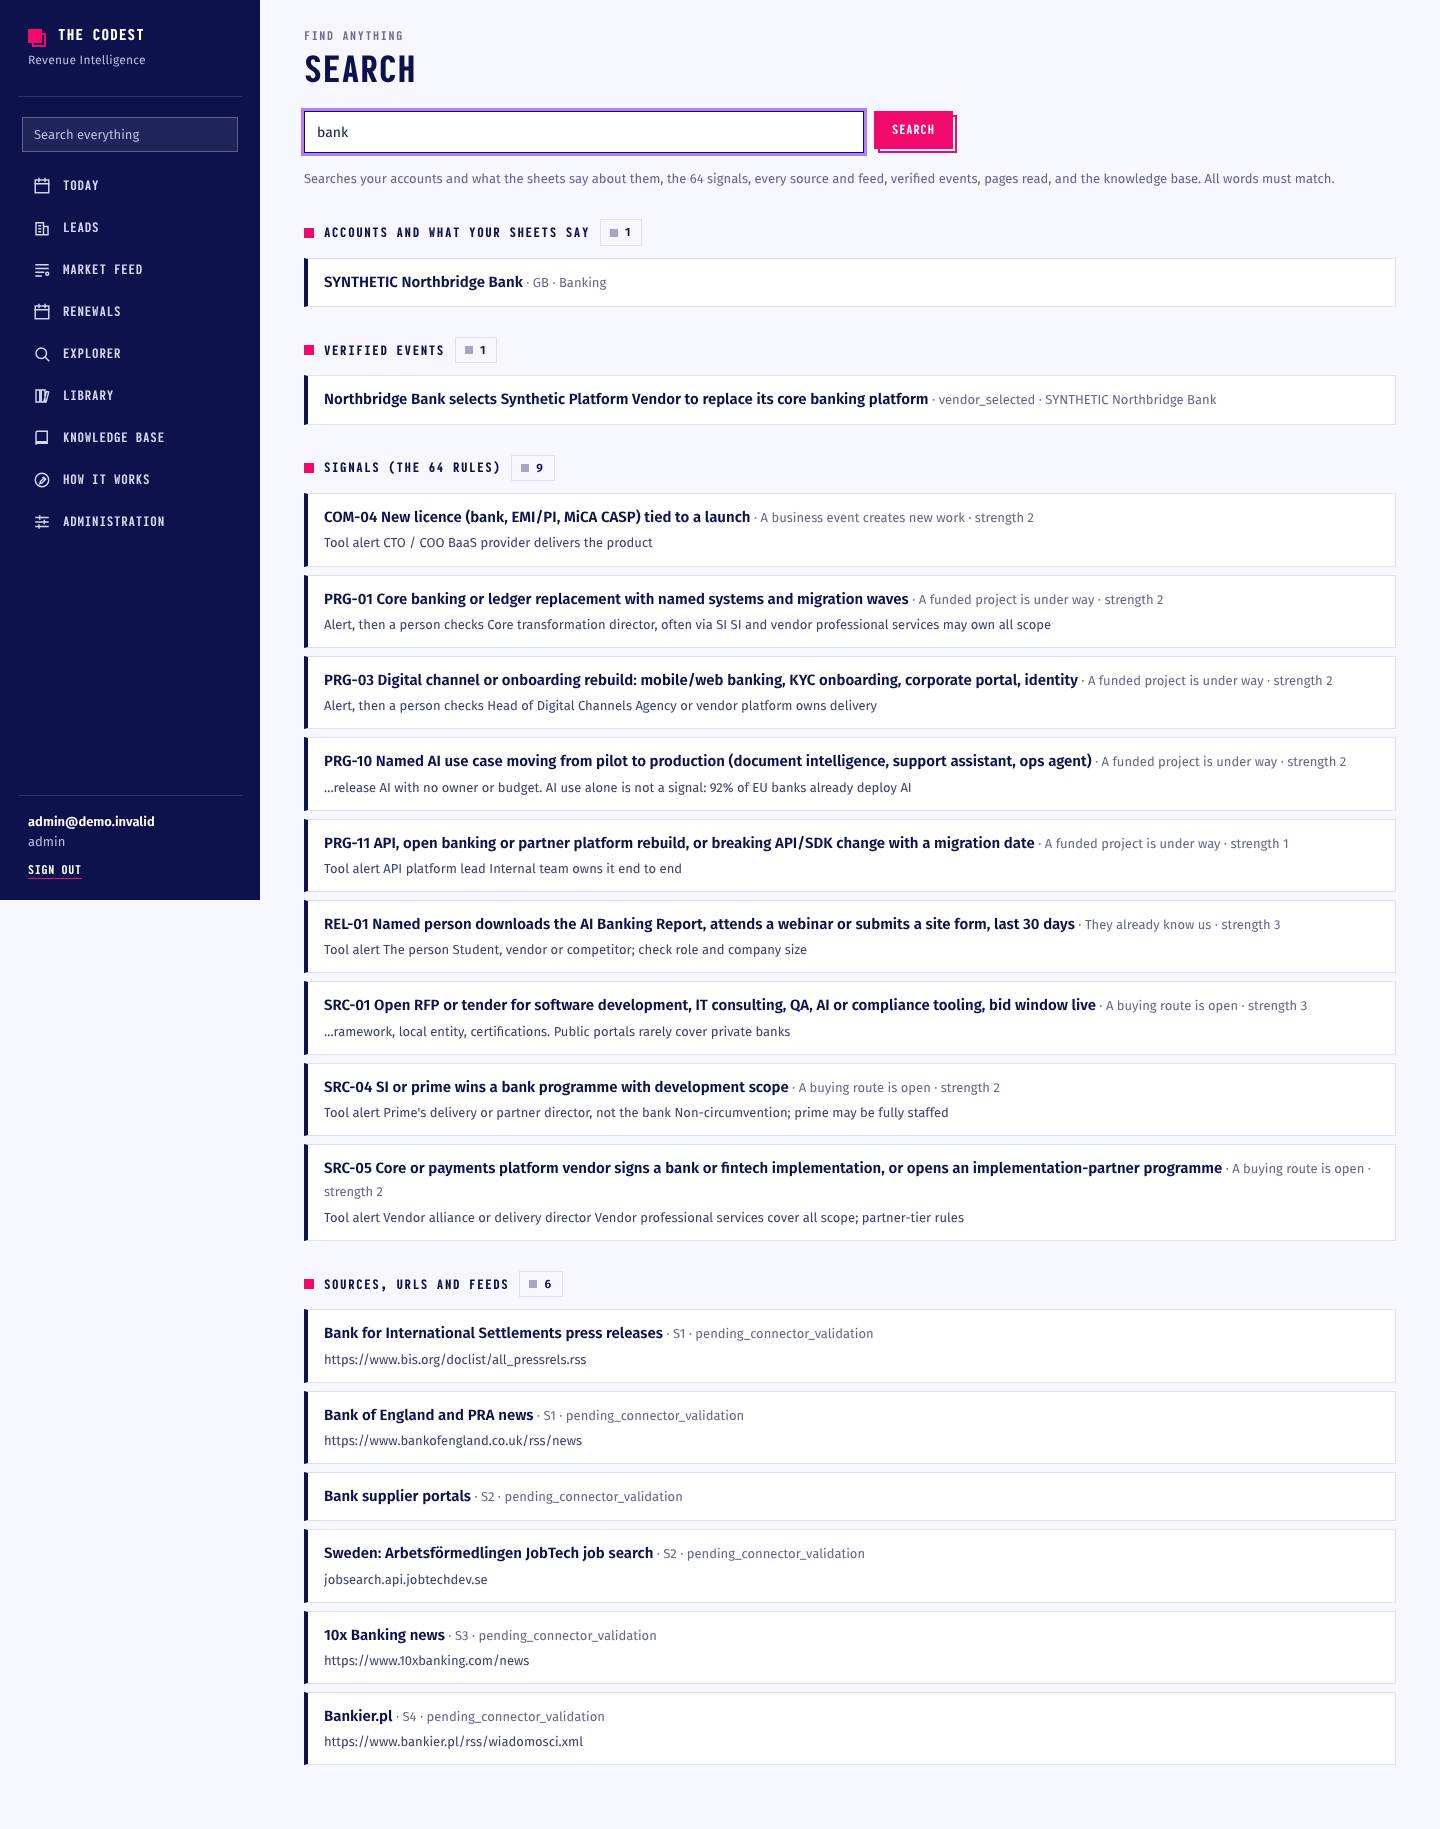 THE CODEST
Revenue Intelligence
Search everything
TODAY
LEADS
MARKET FEED
RENEWALS
EXPLORER
LIBRARY
KNOWLEDGE BASE
HOW IT WORKS
ADMINISTRATION
admin@demo.invalid
admin
SIGN OUT
FIND ANYTHING
SEARCH
bank
SEARCH
Searches your accounts and what the sheets say about them, the 64 signals, every source and feed, verified events, pages read, and the knowledge base. All words must match.
ACCOUNTS AND WHAT YOUR SHEETS SAY 1
SYNTHETIC Northbridge Bank · GB · Banking
VERIFIED EVENTS 1
Northbridge Bank selects Synthetic Platform Vendor to replace its core banking platform · vendor_selected · SYNTHETIC Northbridge Bank
SIGNALS (THE 64 RULES) 9
COM-04 New licence (bank, EMI/PI, MiCA CASP) tied to a launch · A business event creates new work · strength 2
Tool alert CTO / COO BaaS provider delivers the product
PRG-01 Core banking or ledger replacement with named systems and migration waves · A funded project is under way · strength 2
Alert, then a person checks Core transformation director, often via SI SI and vendor professional services may own all scope
PRG-03 Digital channel or onboarding rebuild: mobile/web banking, KYC onboarding, corporate portal, identity · A funded project is under way · strength 2
Alert, then a person checks Head of Digital Channels Agency or vendor platform owns delivery
PRG-10 Named AI use case moving from pilot to production (document intelligence, support assistant, ops agent) · A funded project is under way · strength 2
…release AI with no owner or budget. AI use alone is not a signal: 92% of EU banks already deploy AI
PRG-11 API, open banking or partner platform rebuild, or breaking API/SDK change with a migration date · A funded project is under way · strength 1
Tool alert API platform lead Internal team owns it end to end
REL-01 Named person downloads the AI Banking Report, attends a webinar or submits a site form, last 30 days · They already know us · strength 3
Tool alert The person Student, vendor or competitor; check role and company size
SRC-01 Open RFP or tender for software development, IT consulting, QA, AI or compliance tooling, bid window live · A buying route is open · strength 3
…ramework, local entity, certifications. Public portals rarely cover private banks
SRC-04 SI or prime wins a bank programme with development scope · A buying route is open · strength 2
Tool alert Prime's delivery or partner director, not the bank Non-circumvention; prime may be fully staffed
SRC-05 Core or payments platform vendor signs a bank or fintech implementation, or opens an implementation-partner programme · A buying route is open ·
strength 2
Tool alert Vendor alliance or delivery director Vendor professional services cover all scope; partner-tier rules
SOURCES, URLS AND FEEDS 6
Bank for International Settlements press releases · S1 · pending_connector_validation
https://www.bis.org/doclist/all_pressrels.rss
Bank of England and PRA news · S1 · pending_connector_validation
https://www.bankofengland.co.uk/rss/news
Bank supplier portals · S2 · pending_connector_validation
Sweden: Arbetsförmedlingen JobTech job search · S2 · pending_connector_validation
jobsearch.api.jobtechdev.se
10x Banking news · S3 · pending_connector_validation
https://www.10xbanking.com/news
Bankier.pl · S4 · pending_connector_validation
https://www.bankier.pl/rss/wiadomosci.xml